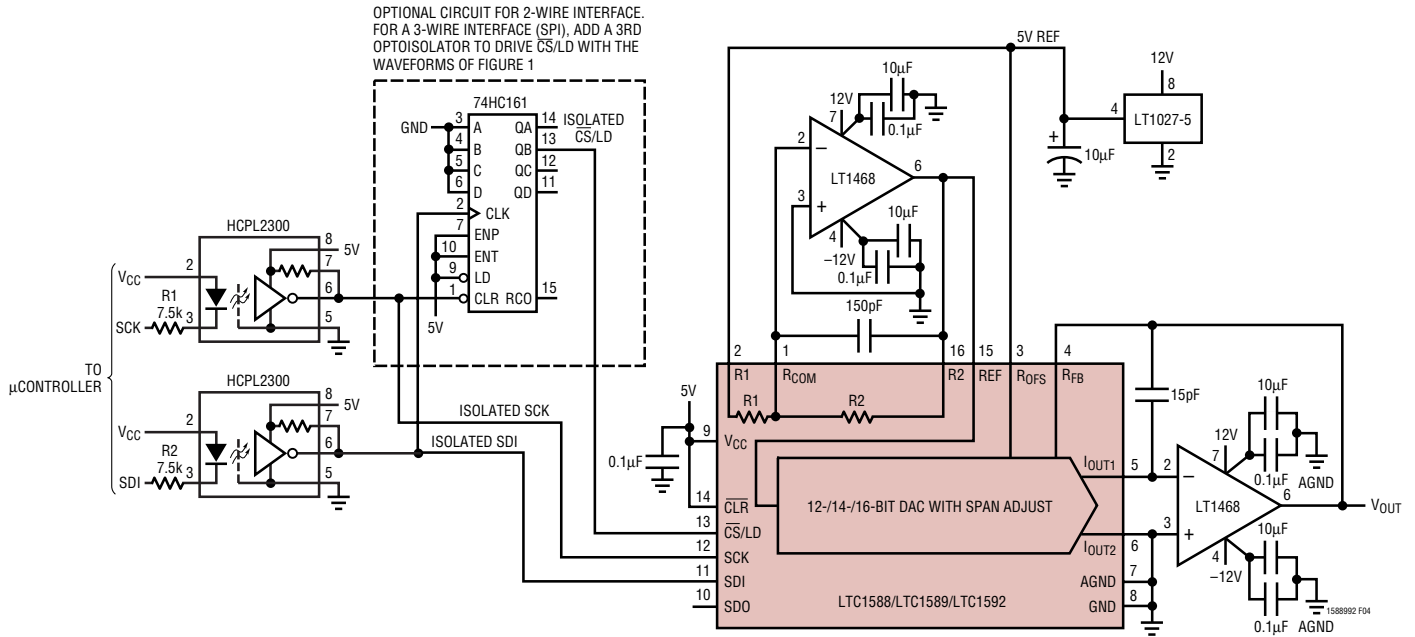 OPTIONAL CIRCUIT FOR 2-WIRE INTERFACE.
FOR A 3-WIRE INTERFACE (SPI), ADD A 3RD
OPTOISOLATOR TO DRIVE C̅S̅/LD WITH THE
WAVEFORMS OF FIGURE 1
74HC161
GND
3 A QA 14
4 B QB 13
5 C QC 12
6 D QD 11
2 CLK
7 ENP
10 ENT
9 LD
1 CLR RCO 15
5V
ISOLATED
C̅S̅/LD
HCPL2300
VCC
2
R1
7.5k
SCK
3
8
5V
7
6
5
TO
µCONTROLLER
HCPL2300
VCC
2
R2
7.5k
SDI
3
8
5V
7
6
5
ISOLATED SCK
ISOLATED SDI
5V REF
12V
8
4
LT1027-5
2
+
10µF
10µF
12V
7
0.1µF
2
−
LT1468
6
3
+
4
−12V
10µF
0.1µF
150pF
2
1
16
15
3
4
R1
RCOM
R2
REF
ROFS
RFB
R1
R2
5V
0.1µF
9
VCC
14
C̅L̅R̅
13
C̅S̅/LD
12
SCK
11
SDI
10
SDO
12-/14-/16-BIT DAC WITH SPAN ADJUST
LTC1588/LTC1589/LTC1592
IOUT1
5
IOUT2
6
AGND
7
GND
8
15pF
10µF
12V
7
0.1µF AGND
2
−
LT1468
6
VOUT
3
+
4
−12V
10µF
0.1µF AGND
1588992 F04